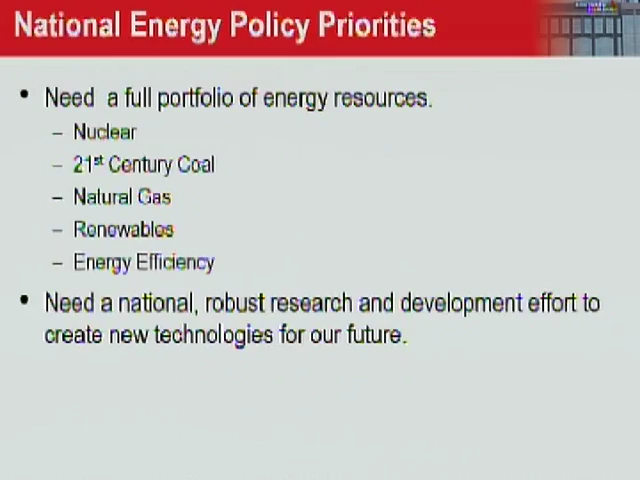 National Energy Policy Priorities
• Need a full portfolio of energy resources.
– Nuclear
– 21st Century Coal
– Natural Gas
– Renewables
– Energy Efficiency
• Need a national, robust research and development effort to
create new technologies for our future.